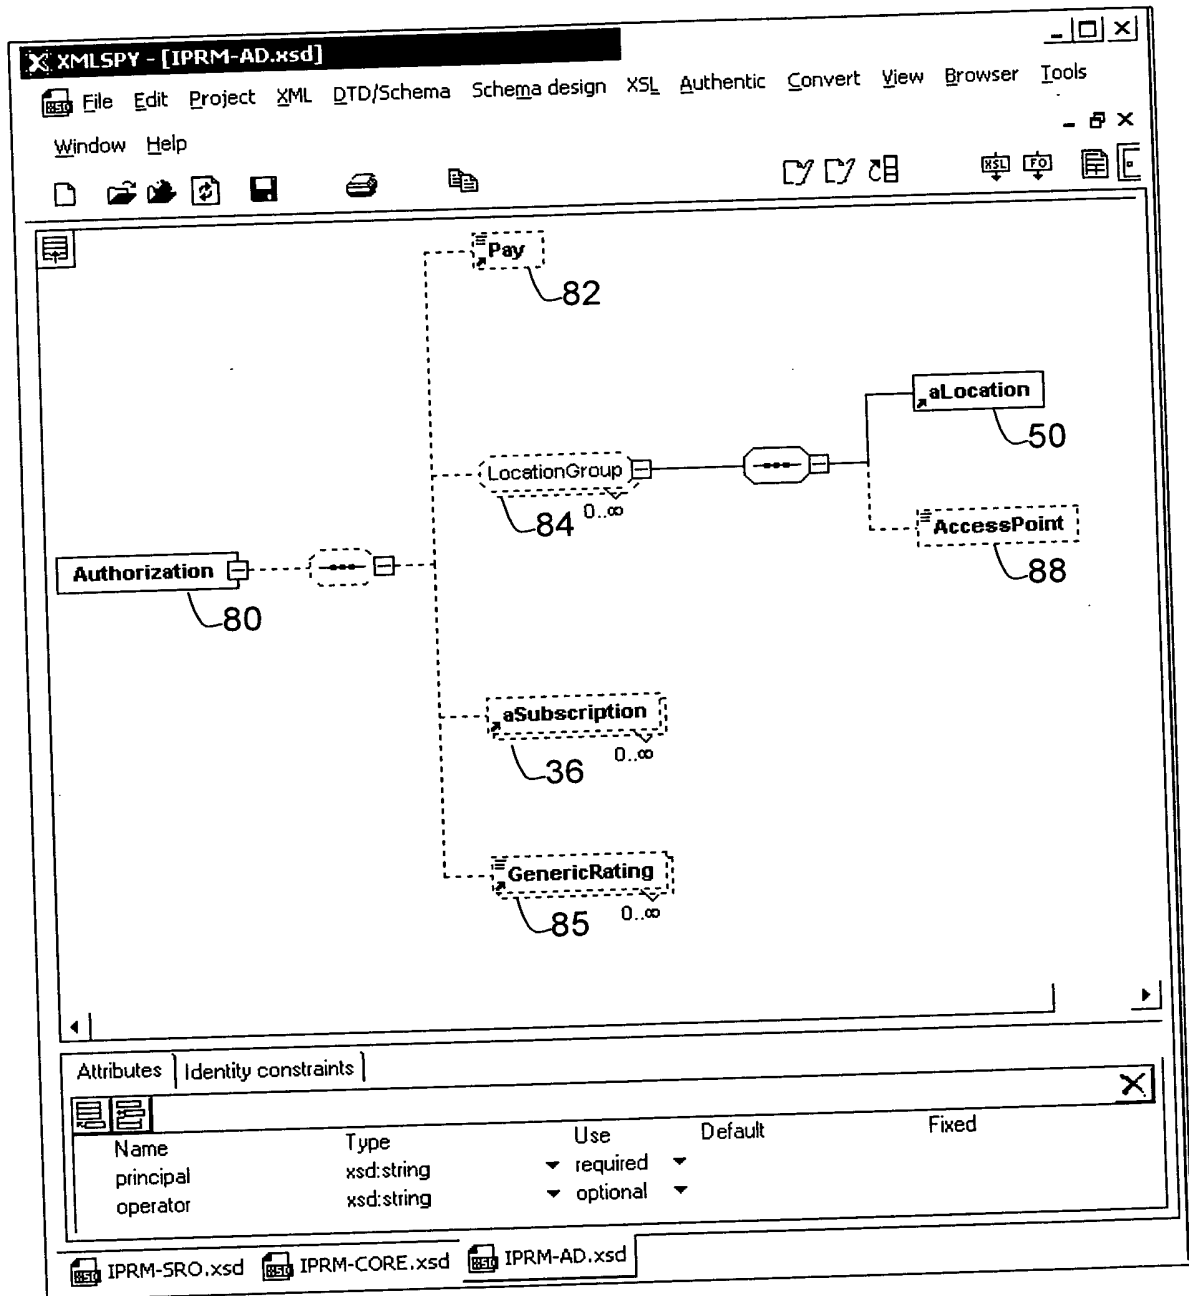 XMLSPY - [IPRM-AD.xsd]
File Edit Project XML DTD/Schema Schema design XSL Authentic Convert View Browser Tools
Window Help
XSL FO
Pay
82
aLocation
50
LocationGroup
84 0..∞
AccessPoint
88
Authorization
80
aSubscription
36 0..∞
GenericRating
85 0..∞
Attributes Identity constraints
Name Type Use Default Fixed
principal xsd:string required
operator xsd:string optional
IPRM-SRO.xsd IPRM-CORE.xsd IPRM-AD.xsd